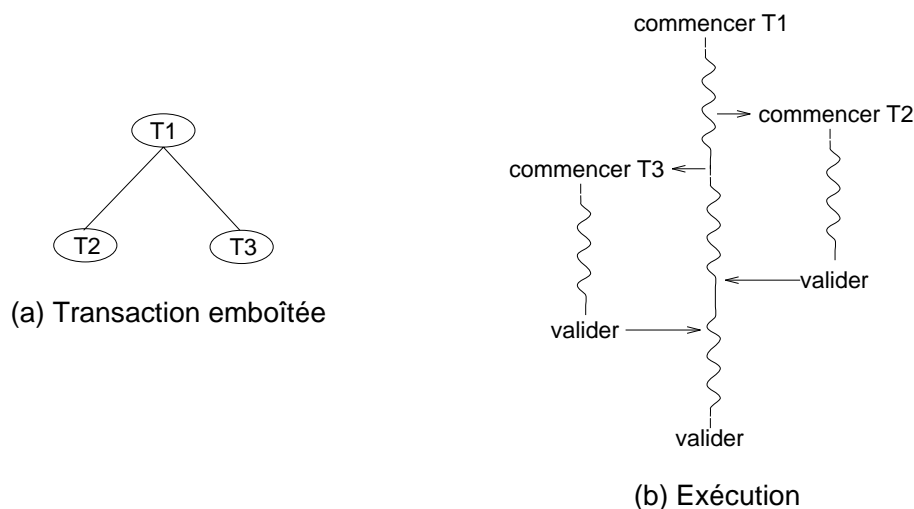 T1
T2
T3
(a) Transaction emboîtée
commencer T1
commencer T2
commencer T3
valider
valider
valider
(b) Exécution